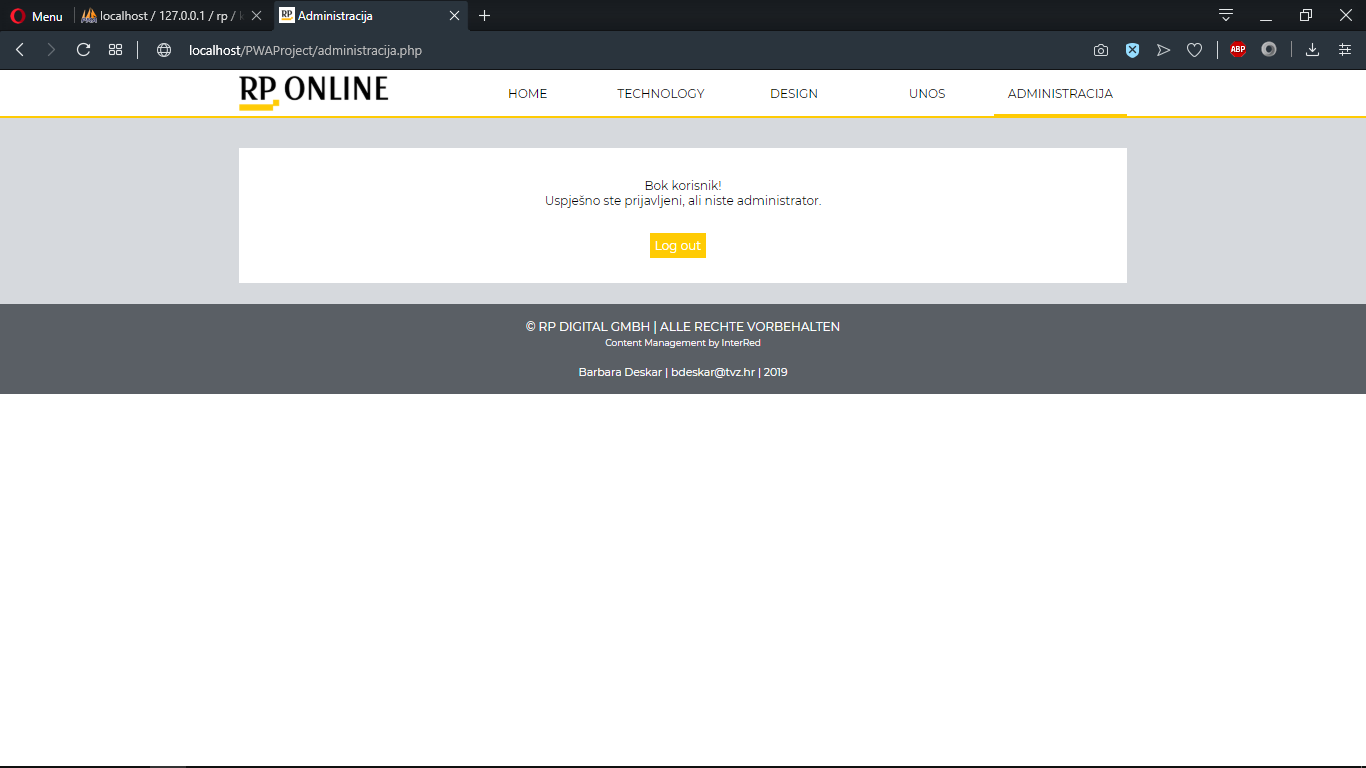 Menu
localhost / 127.0.0.1 / rp /
RP Administracija
localhost/PWAProject/administracija.php
ABP
RP ONLINE
HOME
TECHNOLOGY
DESIGN
UNOS
ADMINISTRACIJA
Bok korisnik!
Uspješno ste prijavljeni, ali niste administrator.
Log out
© RP DIGITAL GMBH | ALLE RECHTE VORBEHALTEN
Content Management by InterRed
Barbara Deskar | bdeskar@tvz.hr | 2019